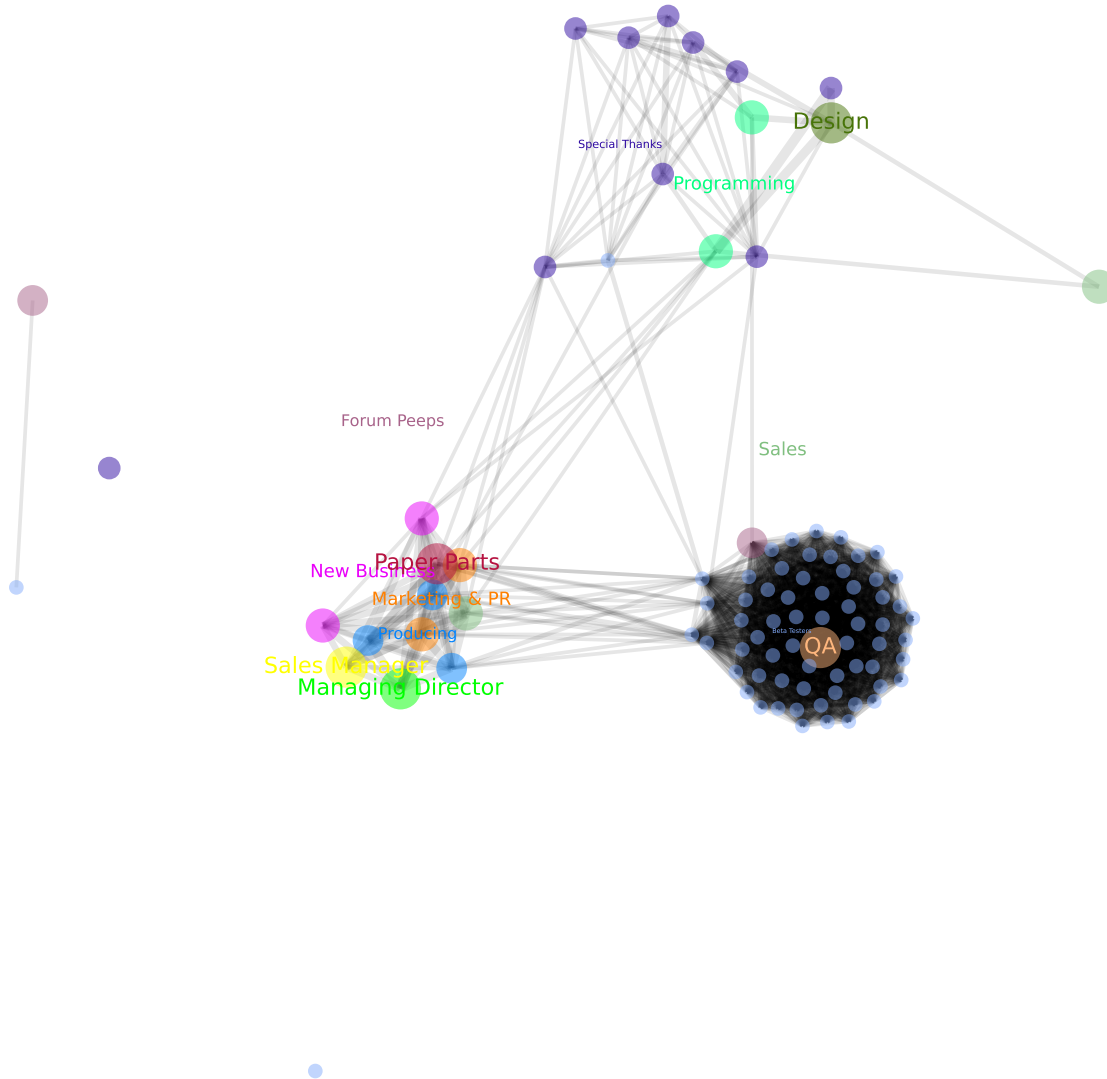 Design
Special Thanks
Programming
Forum Peeps
Sales
Paper Parts
New Business
Marketing & PR
Producing
Beta Testers
QA
Sales Manager
Managing Director